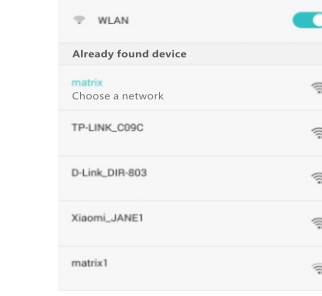 WLAN
Already found device
matrix
Choose a network
TP-LINK_C09C
D-Link_DIR-803
Xiaomi_JANE1
matrix1